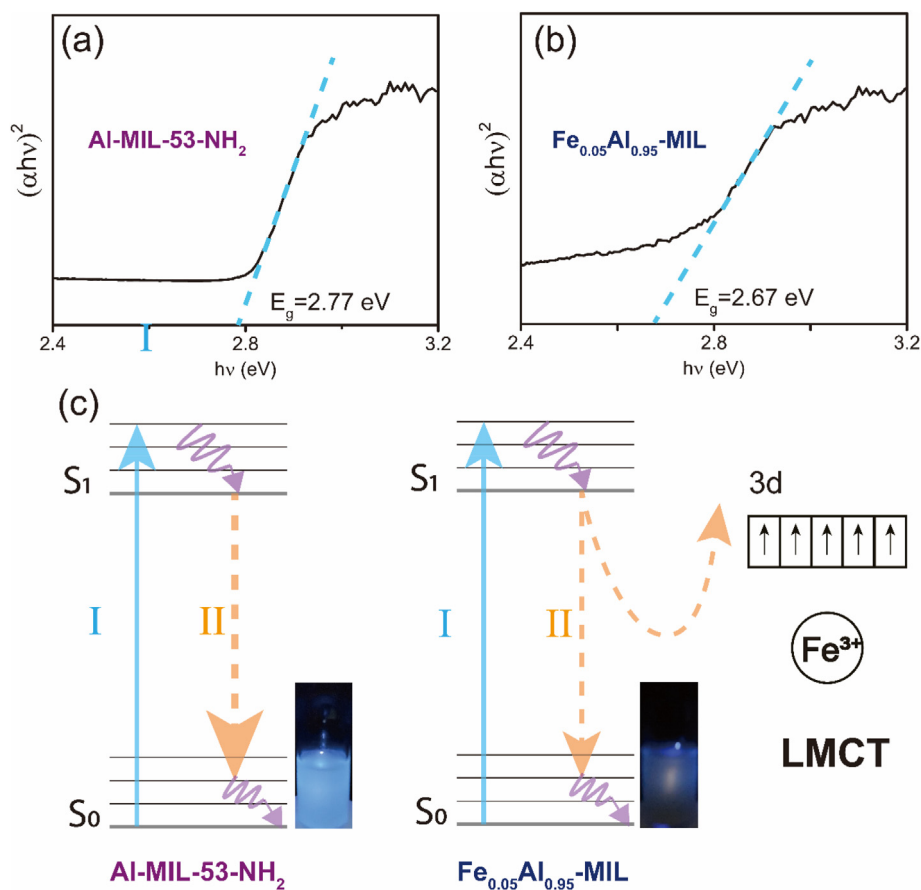 (a)
(αhν)²
Al-MIL-53-NH₂
E_g=2.77 eV
I
2.4 2.8 3.2
hν (eV)
(b)
(αhν)²
Fe₀.₀₅Al₀.₉₅-MIL
E_g=2.67 eV
2.4 2.8 3.2
hν (eV)
(c)
S₁
I
II
S₀
Al-MIL-53-NH₂
S₁
I
II
S₀
Fe₀.₀₅Al₀.₉₅-MIL
3d
Fe³⁺
LMCT